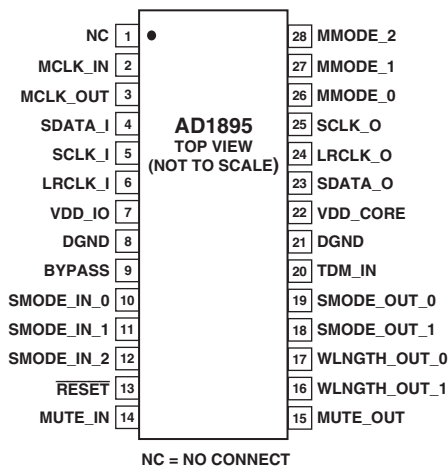 NC 1
MCLK_IN 2
MCLK_OUT 3
SDATA_I 4
SCLK_I 5
LRCLK_I 6
VDD_IO 7
DGND 8
BYPASS 9
SMODE_IN_0 10
SMODE_IN_1 11
SMODE_IN_2 12
RESET 13
MUTE_IN 14
AD1895
TOP VIEW
(NOT TO SCALE)
28 MMODE_2
27 MMODE_1
26 MMODE_0
25 SCLK_O
24 LRCLK_O
23 SDATA_O
22 VDD_CORE
21 DGND
20 TDM_IN
19 SMODE_OUT_0
18 SMODE_OUT_1
17 WLNGTH_OUT_0
16 WLNGTH_OUT_1
15 MUTE_OUT
NC = NO CONNECT